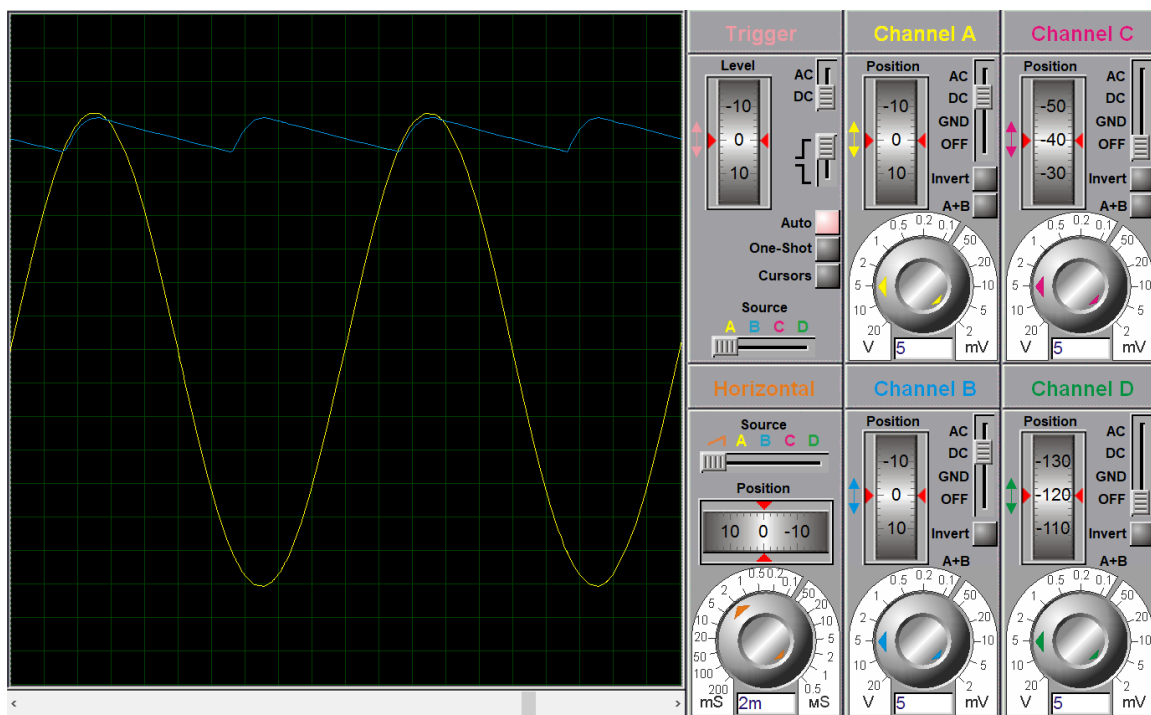 Trigger
Level
-10
0
10
AC
DC
Auto
One-Shot
Cursors
Source
A B C D
Channel A
Position
-10
0
10
AC
DC
GND
OFF
Invert
A+B
20 10 5 2 1 0.5 0.2 0.1 50 20 10 5 2
V 5 mV
Channel C
Position
-50
-40
-30
AC
DC
GND
OFF
Invert
A+B
20 10 5 2 1 0.5 0.2 0.1 50 20 10 5 2
V 5 mV
Horizontal
Source
A B C D
Position
10 0 -10
200 100 50 20 10 5 2 1 0.5 0.2 0.1 50 20 10 5 2 1 0.5
mS 2m мS
Channel B
Position
-10
0
10
AC
DC
GND
OFF
Invert
A+B
20 10 5 2 1 0.5 0.2 0.1 50 20 10 5 2
V 5 mV
Channel D
Position
-130
-120
-110
AC
DC
GND
OFF
Invert
A+B
20 10 5 2 1 0.5 0.2 0.1 50 20 10 5 2
V 5 mV